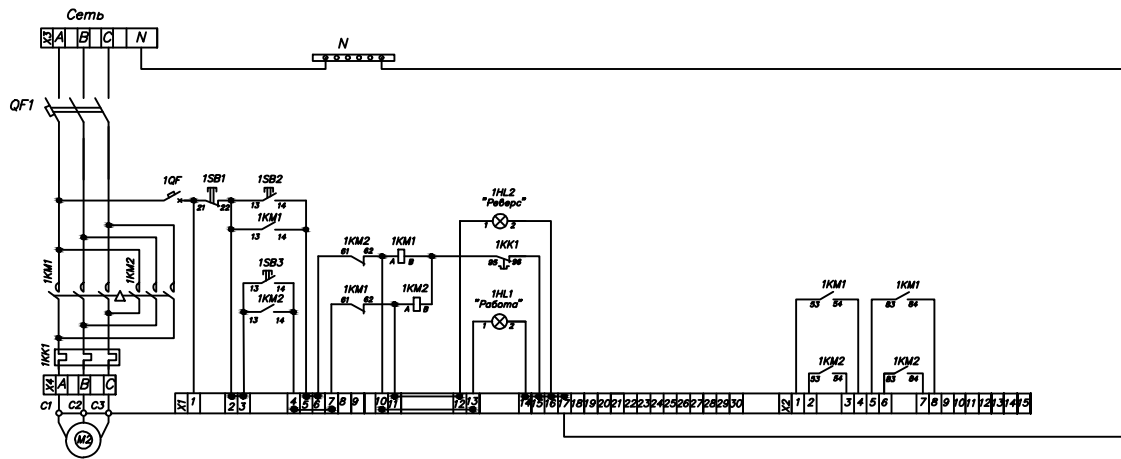 Сеть
X3 A B C N
N
QF1
1QF 1SB1 1SB2
21 22 13 14
1KM1
13 14
1HL2
"Реверс"
1 2
1KM2 1KM1 1KK1
61 62 A B 95 96
1SB3
13 14
1KM2
13 14
1KM1 1KM2
61 62 A B
1HL1
"Работа"
1 2
1KM1 1KM2
1KM1 1KM1
53 54 83 84
1KM2 1KM2
53 54 83 84
1KK1
X4 A B C
C1 C2 C3
X1 1 2 3 4 5 6 7 8 9 10 11 12 13 14 15 16 17 18 19 20 21 22 23 24 25 26 27 28 29 30
X2 1 2 3 4 5 6 7 8 9 10 11 12 13 14 15
M2